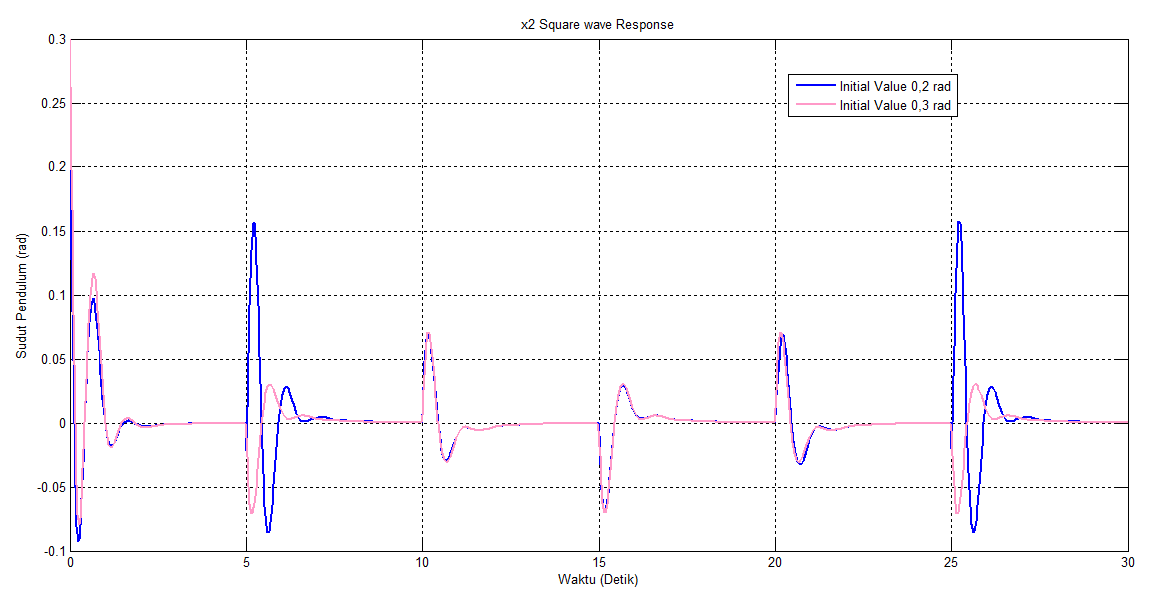 x2 Square wave Response
0.3
0.25
0.2
0.15
0.1
0.05
0
-0.05
-0.1
Sudut Pendulum (rad)
Initial Value 0,2 rad
Initial Value 0,3 rad
0 5 10 15 20 25 30
Waktu (Detik)